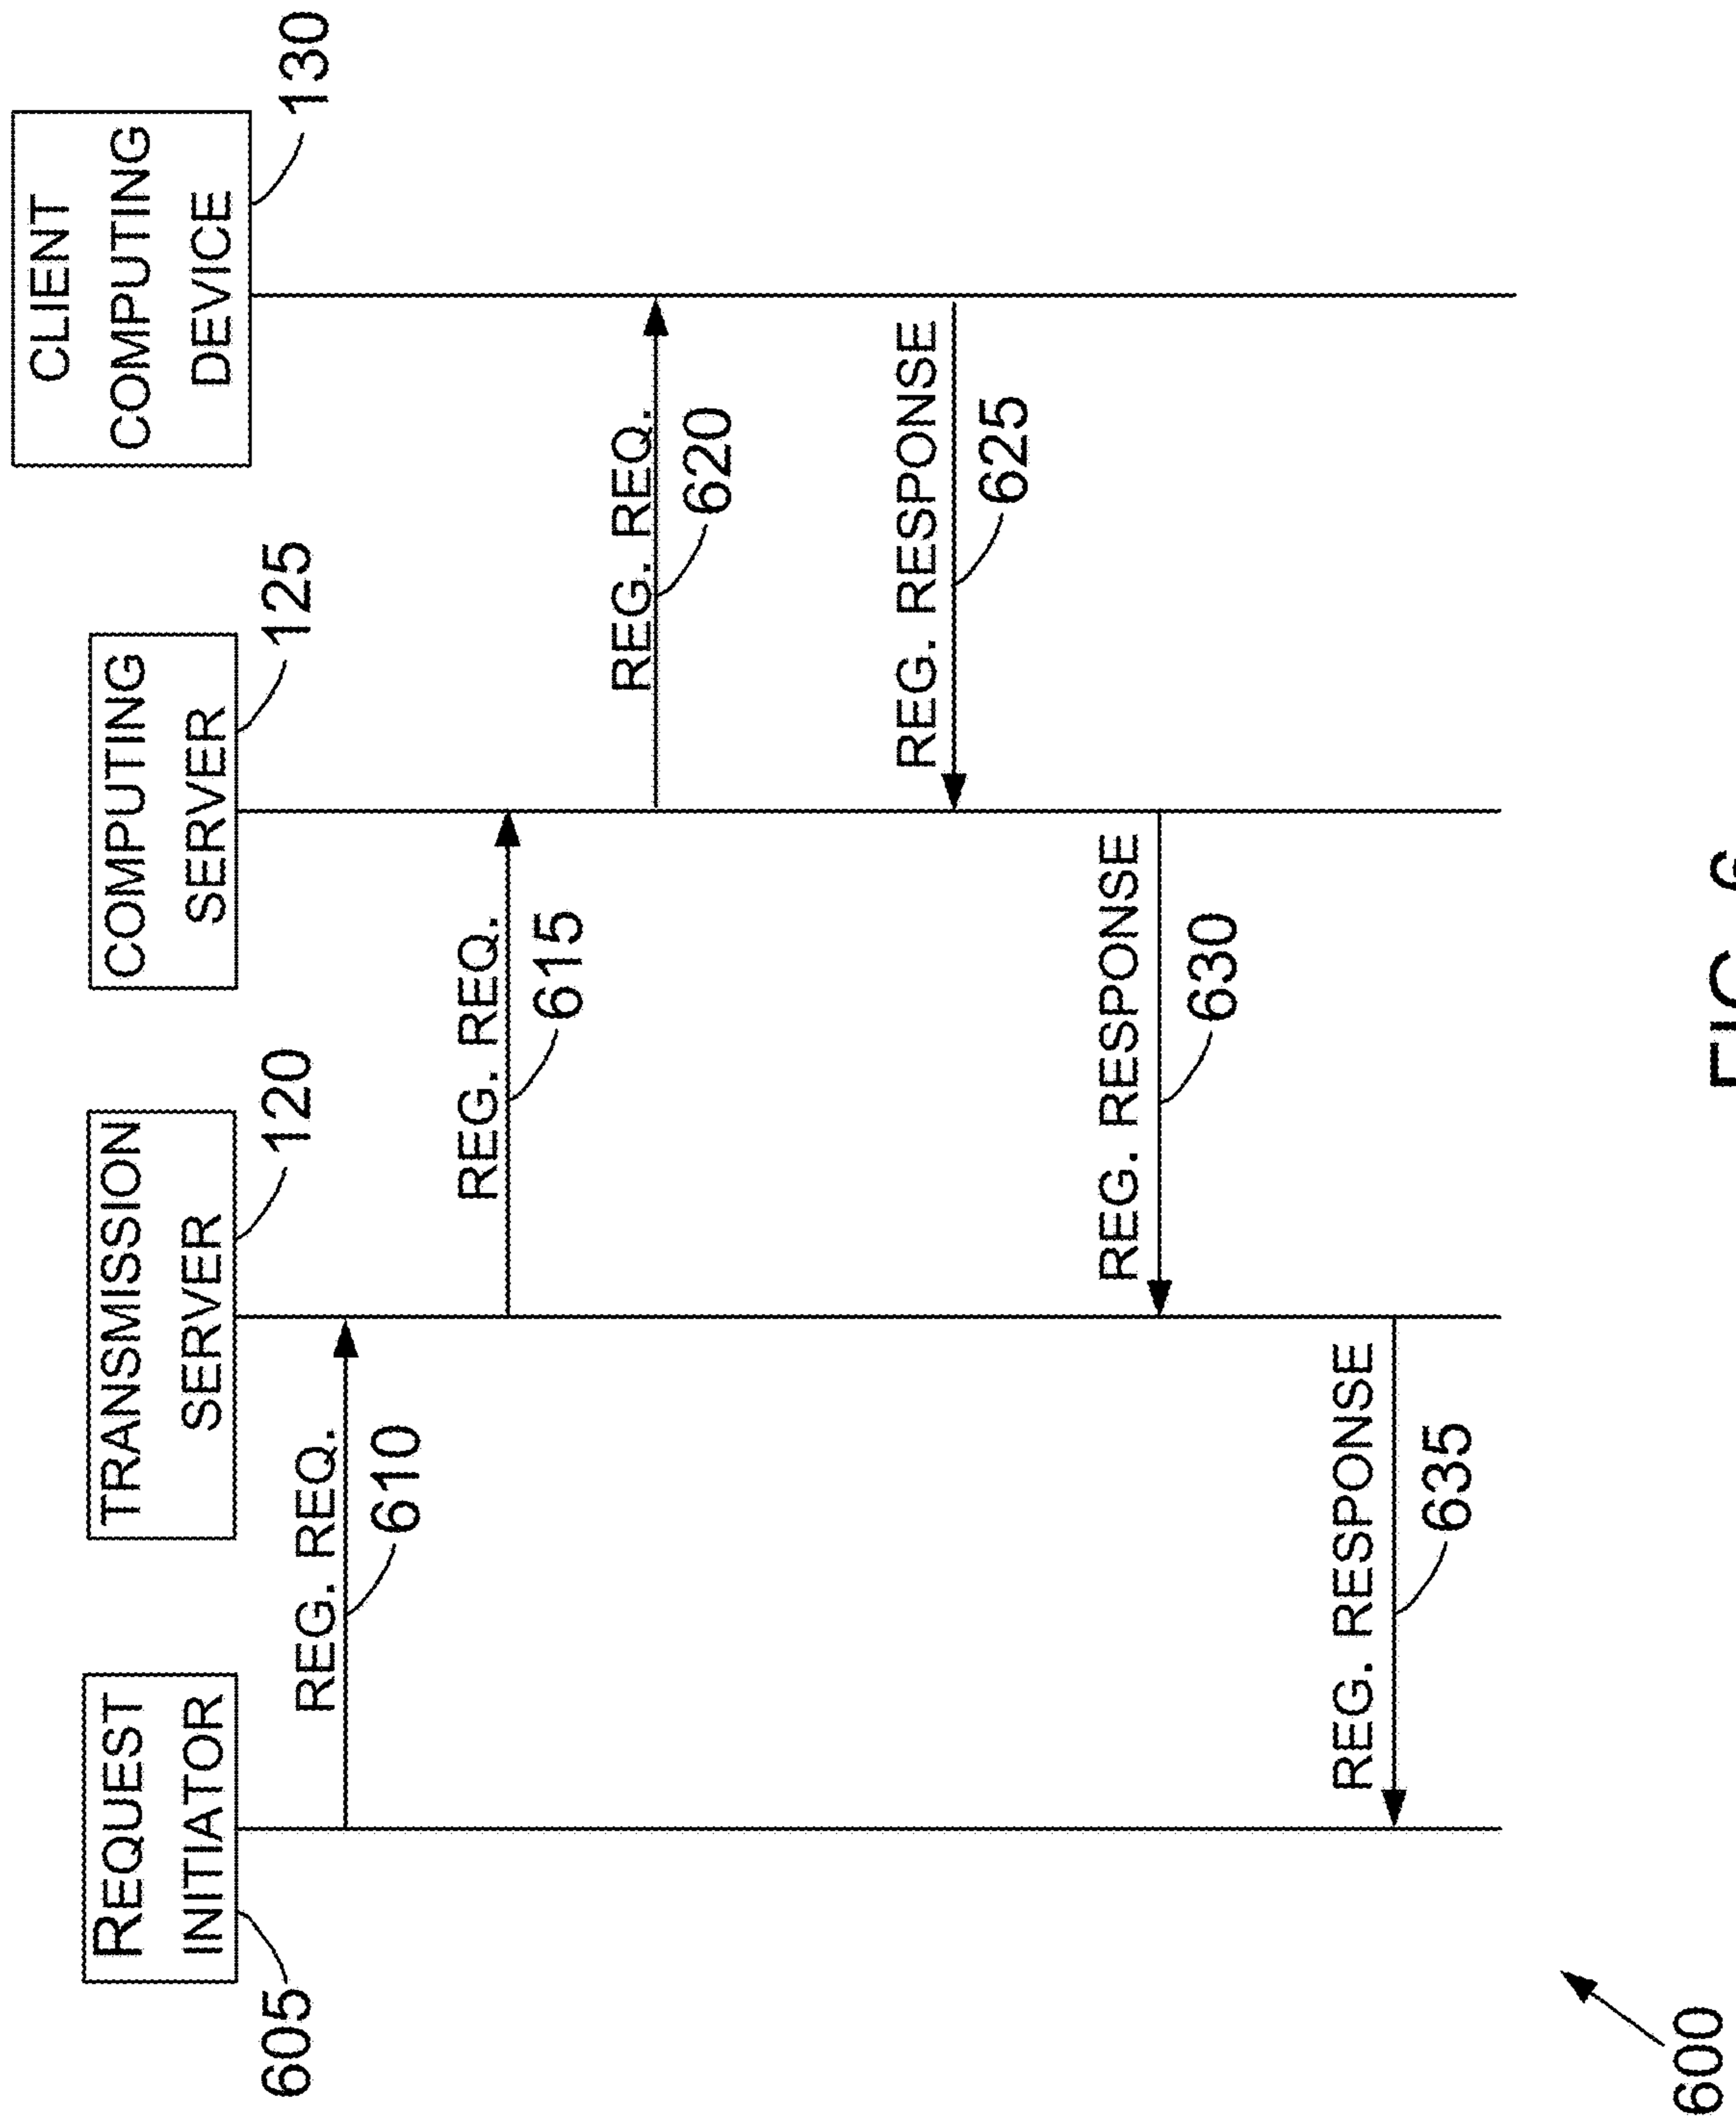 REQUEST
INITIATOR
605
TRANSMISSION
SERVER
120
COMPUTING
SERVER
125
CLIENT
COMPUTING
DEVICE
130
REG. REQ.
610
REG. REQ.
615
REG. REQ.
620
REG. RESPONSE
625
REG. RESPONSE
630
REG. RESPONSE
635
600